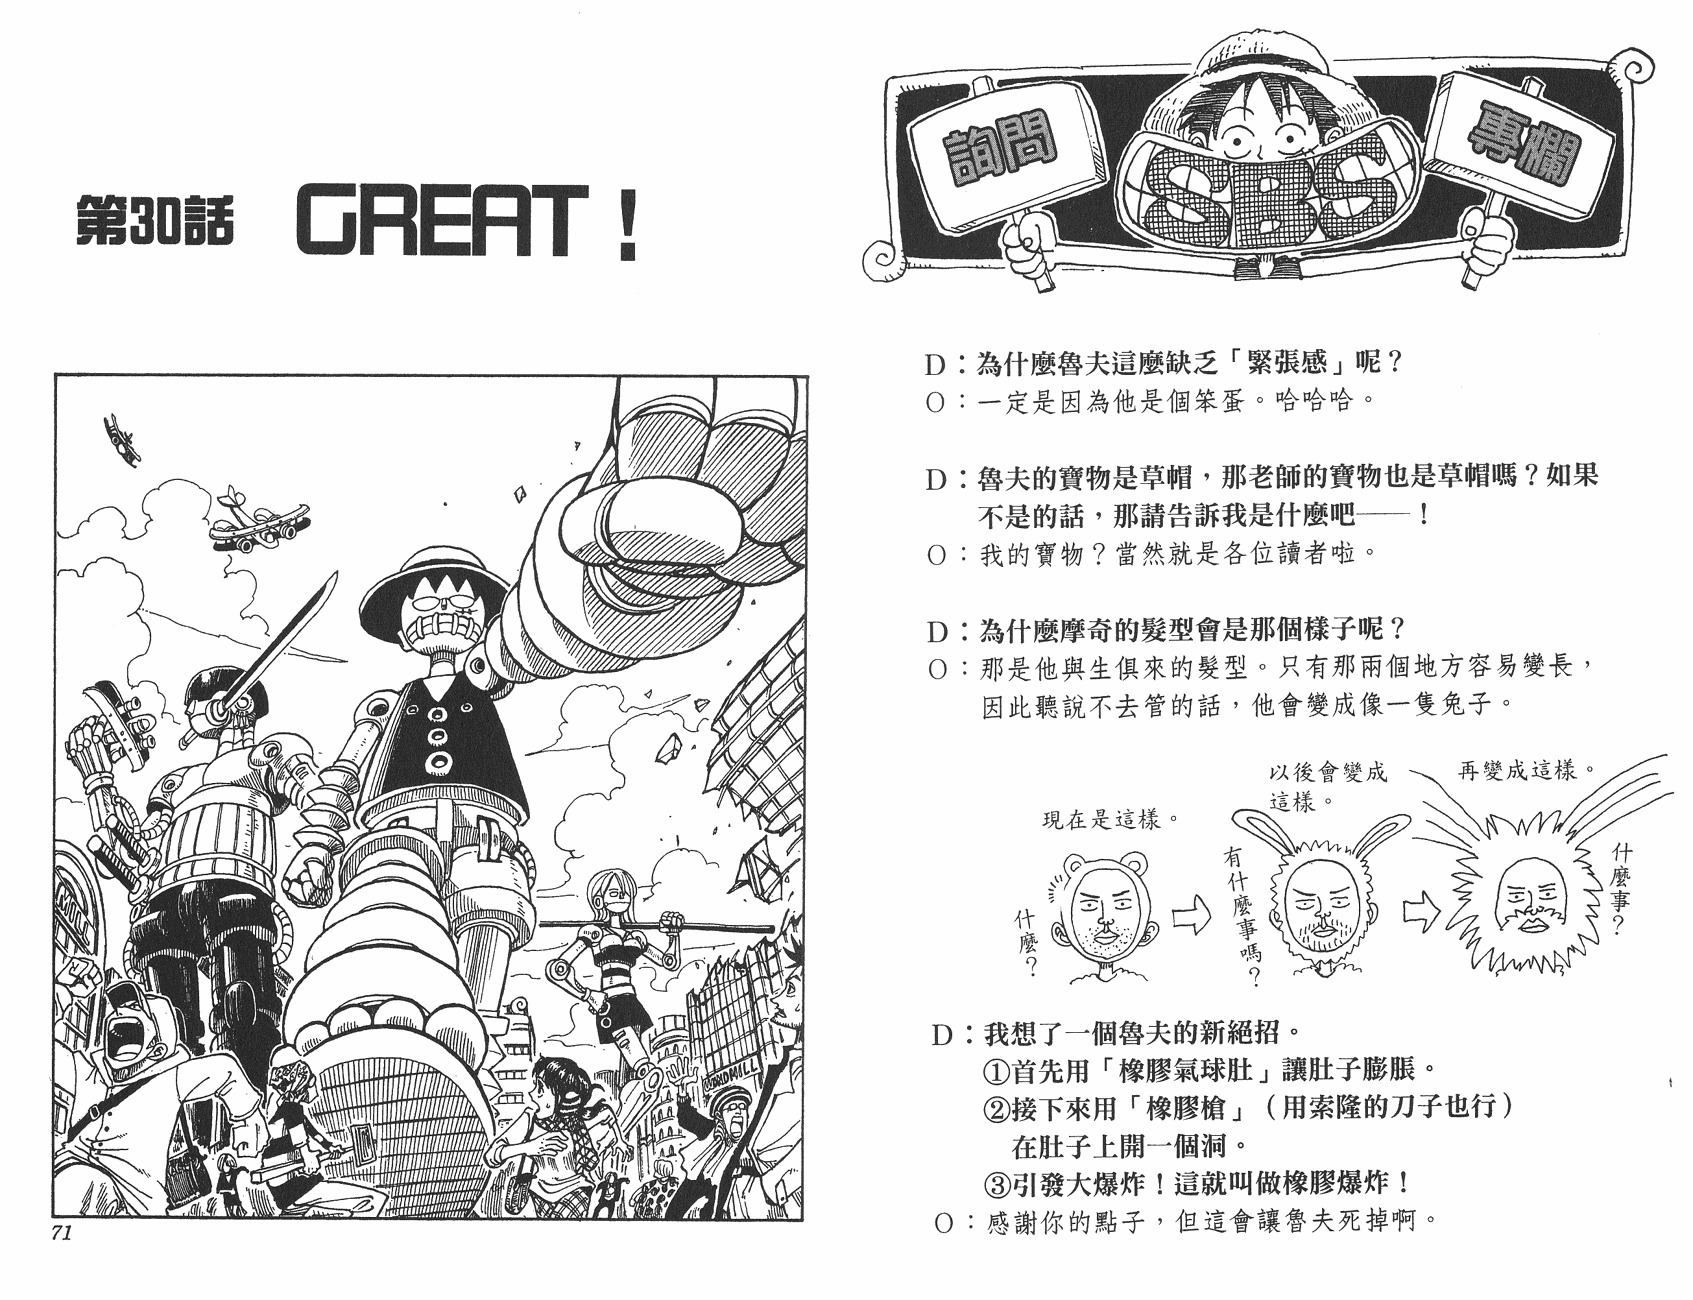 詢問
SBS
專欄
D：為什麼魯夫這麼缺乏「緊張感」呢？
O：一定是因為他是個笨蛋。哈哈哈。
D：魯夫的寶物是草帽，那老師的寶物也是草帽嗎？如果
不是的話，那請告訴我是什麼吧——！
O：我的寶物？當然就是各位讀者啦。
D：為什麼摩奇的髮型會是那個樣子呢？
O：那是他與生俱來的髮型。只有那兩個地方容易變長，
因此聽說不去管的話，他會變成像一隻兔子。
現在是這樣。
什麼？
以後會變成
這樣。
有什麼事嗎？
再變成這樣。
什麼事？
D：我想了一個魯夫的新絕招。
①首先用「橡膠氣球肚」讓肚子膨脹。
②接下來用「橡膠槍」（用索隆的刀子也行）
在肚子上開一個洞。
③引發大爆炸！這就叫做橡膠爆炸！
O：感謝你的點子，但這會讓魯夫死掉啊。
第30話 GREAT！
71